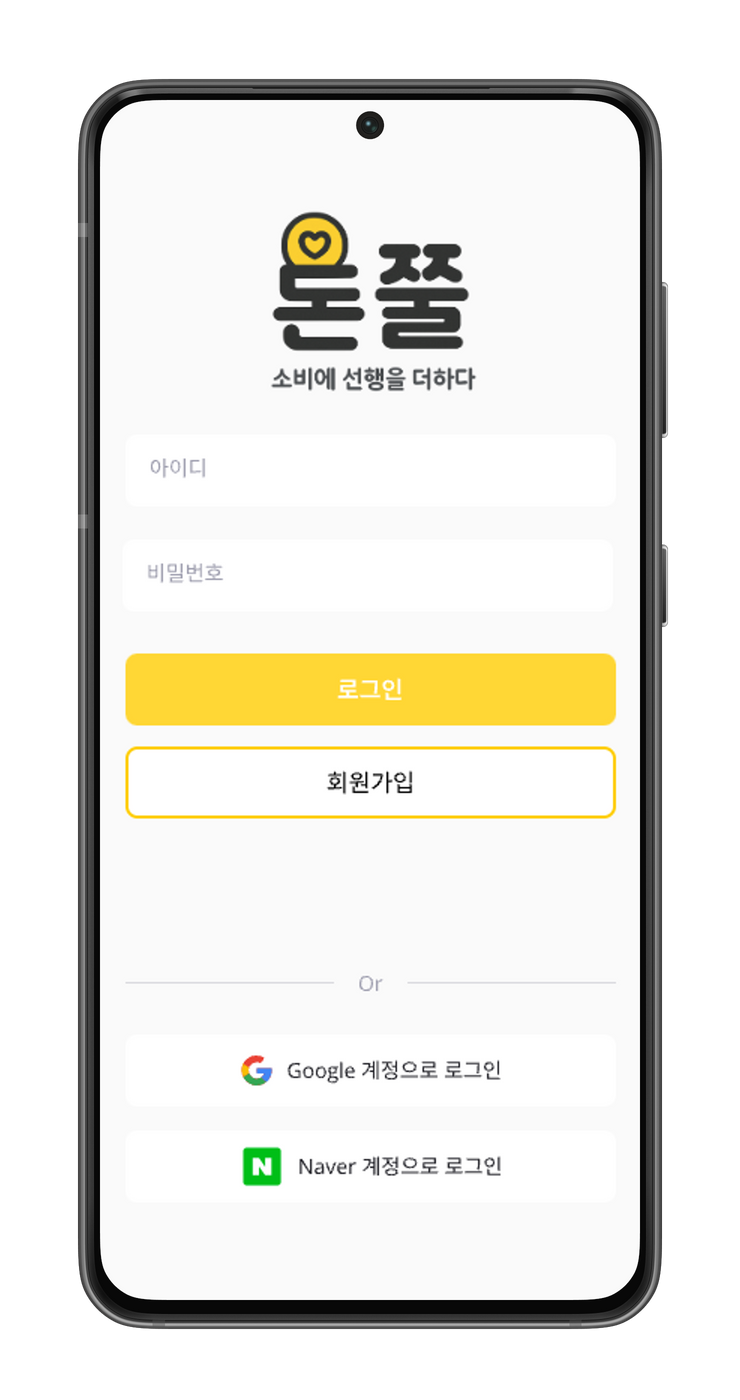 돈쭐
소비에 선행을 더하다
아이디
비밀번호
로그인
회원가입
Or
Google 계정으로 로그인
N Naver 계정으로 로그인